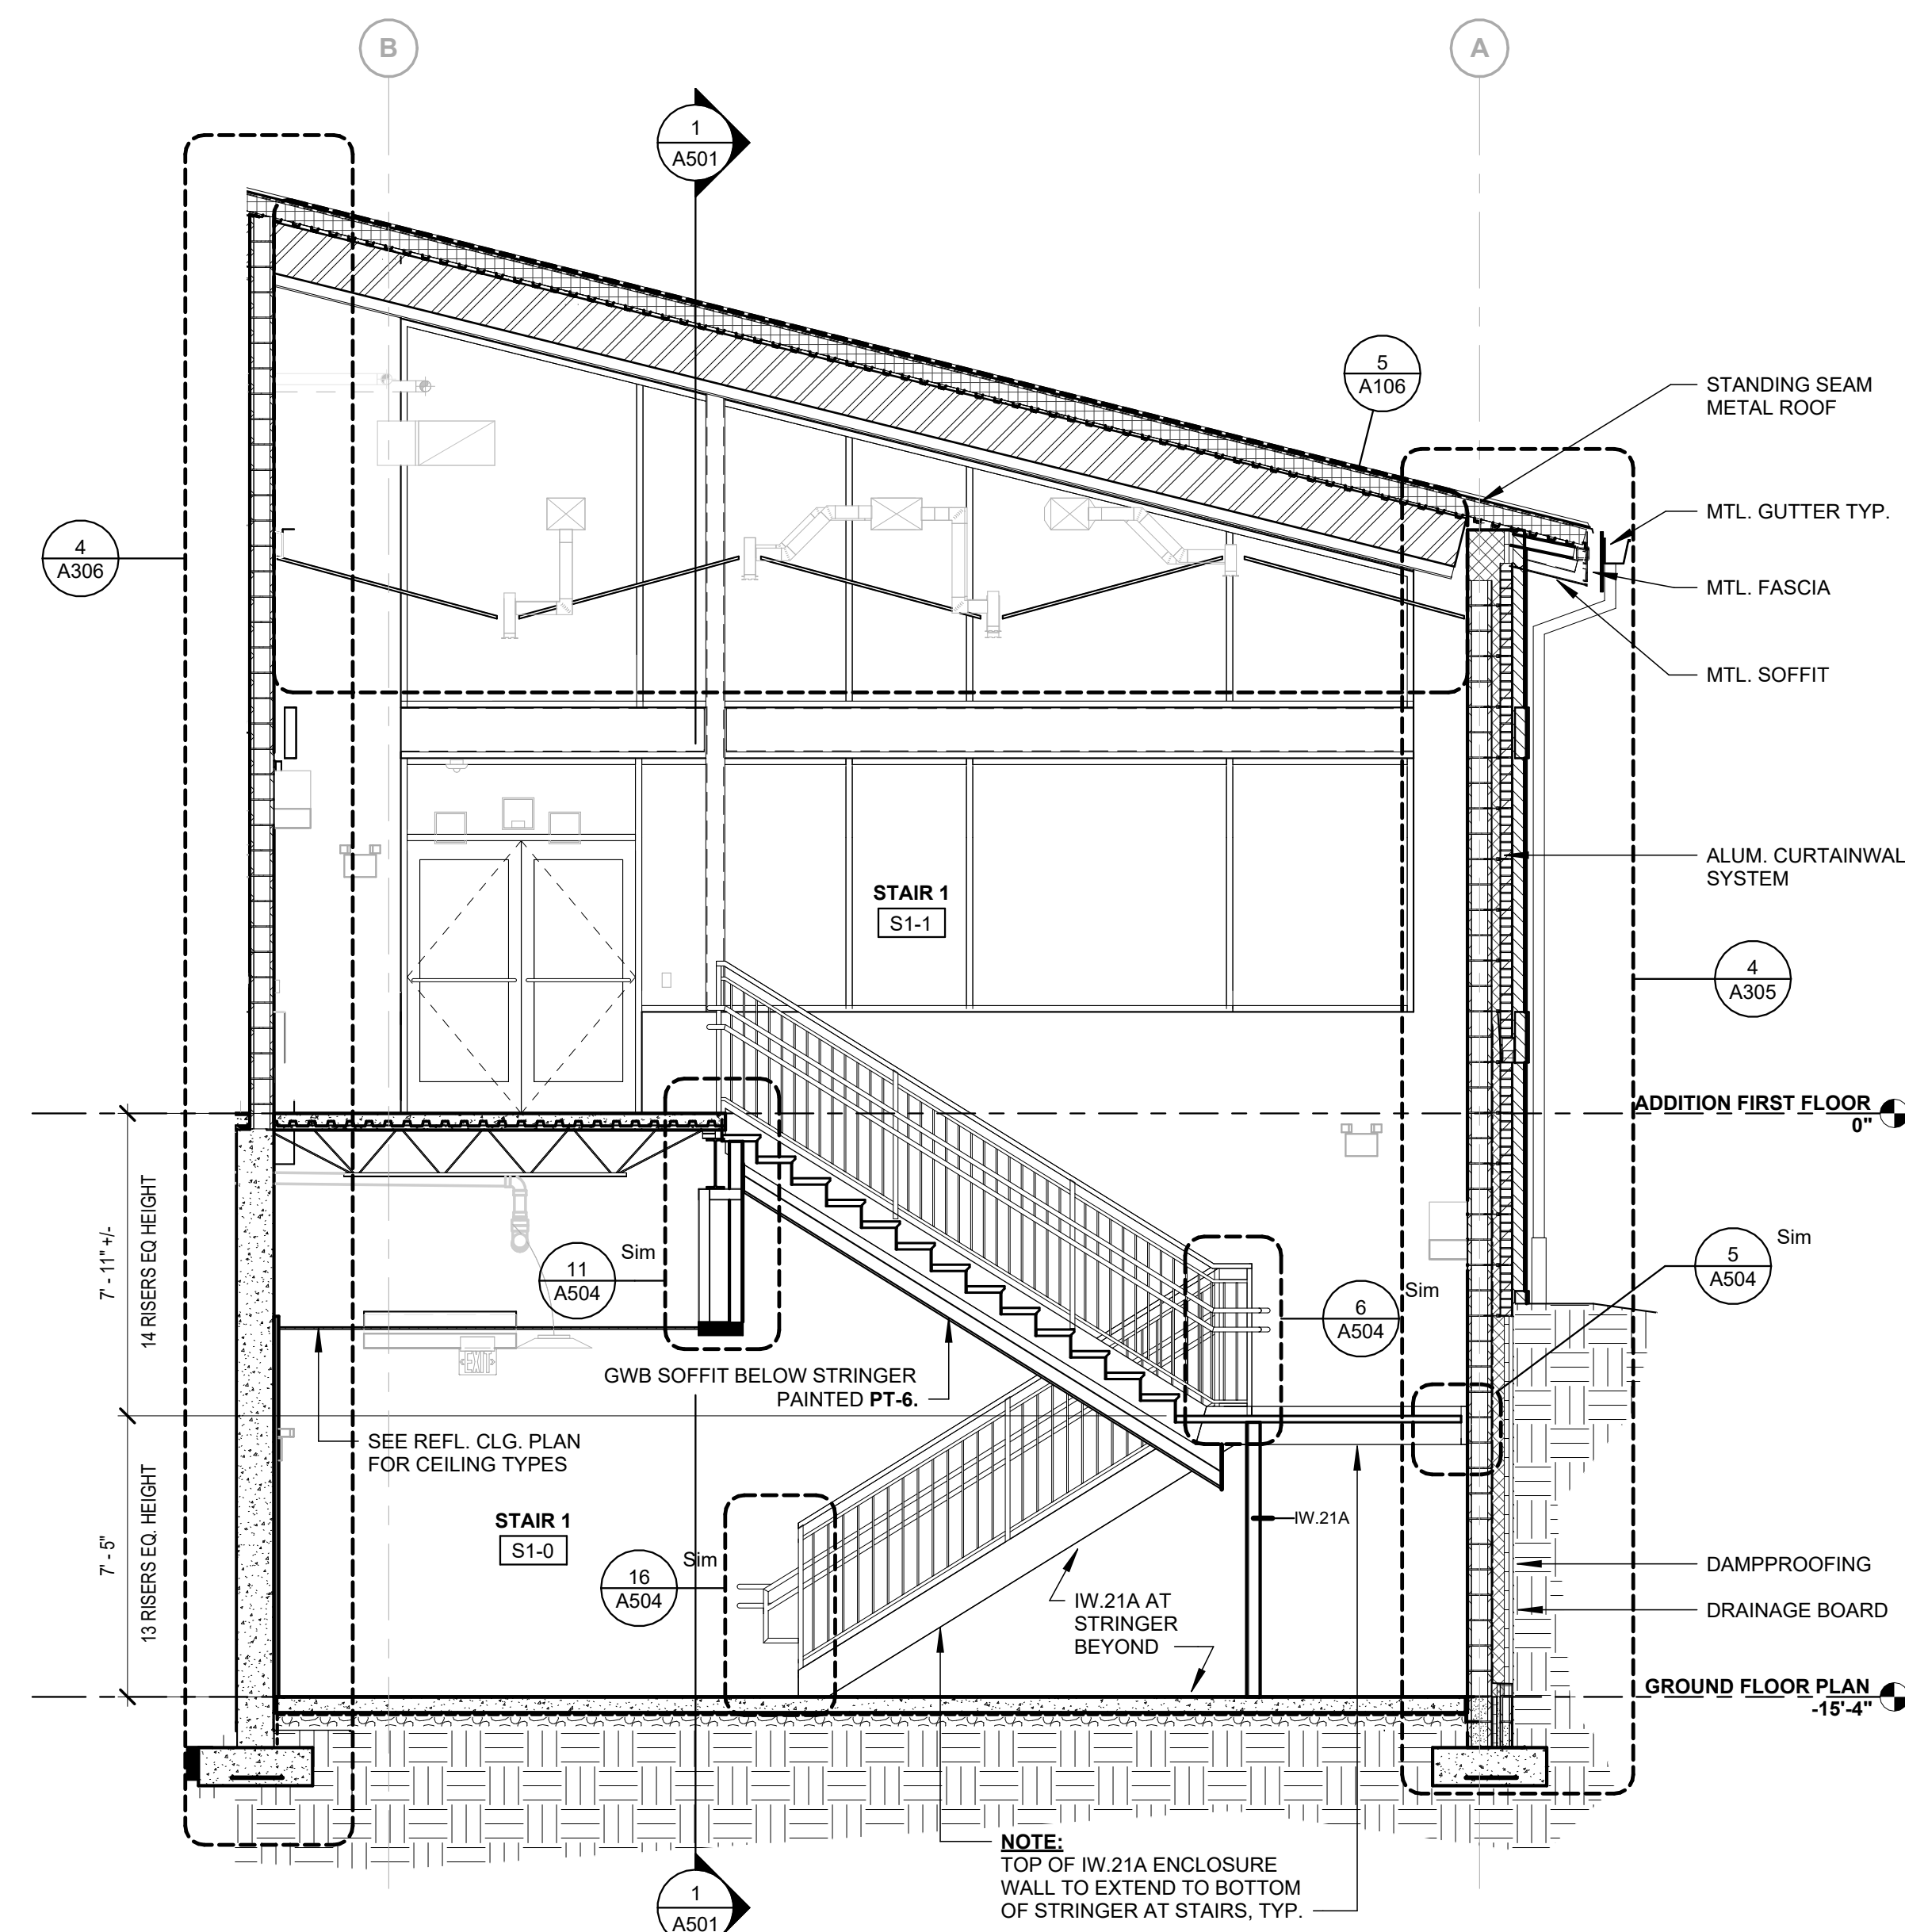 B
A
1
A501
5
A106
STANDING SEAM
METAL ROOF
MTL. GUTTER TYP.
4
A306
MTL. FASCIA
MTL. SOFFIT
ALUM. CURTAINWAL
SYSTEM
STAIR 1
S1-1
4
A305
ADDITION FIRST FLOOR
0"
7' - 11" +/-
14 RISERS EQ HEIGHT
11
A504
Sim
6
A504
Sim
5
A504
Sim
EXIT
GWB SOFFIT BELOW STRINGER
PAINTED PT-6.
SEE REFL. CLG. PLAN
FOR CEILING TYPES
7' - 5"
13 RISERS EQ. HEIGHT
STAIR 1
S1-0
IW.21A
16
A504
Sim
DAMPPROOFING
IW.21A AT
STRINGER
BEYOND
DRAINAGE BOARD
GROUND FLOOR PLAN
-15'-4"
NOTE:
TOP OF IW.21A ENCLOSURE
WALL TO EXTEND TO BOTTOM
OF STRINGER AT STAIRS, TYP.
1
A501